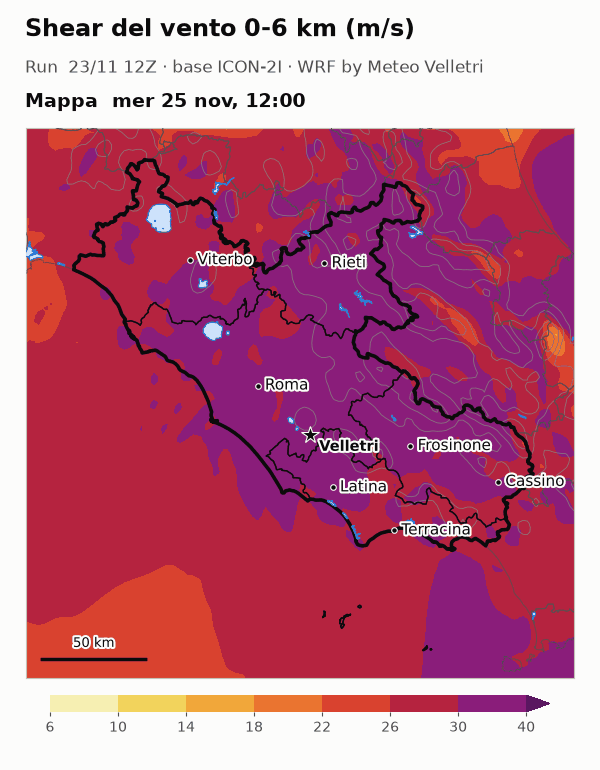 Shear del vento 0-6 km (m/s)
Run  23/11 12Z · base ICON-2I · WRF by Meteo Velletri
Mappa  mer 25 nov, 12:00
Viterbo
Rieti
Roma
Velletri
Frosinone
Cassino
Latina
Terracina
50 km
6 10 14 18 22 26 30 40